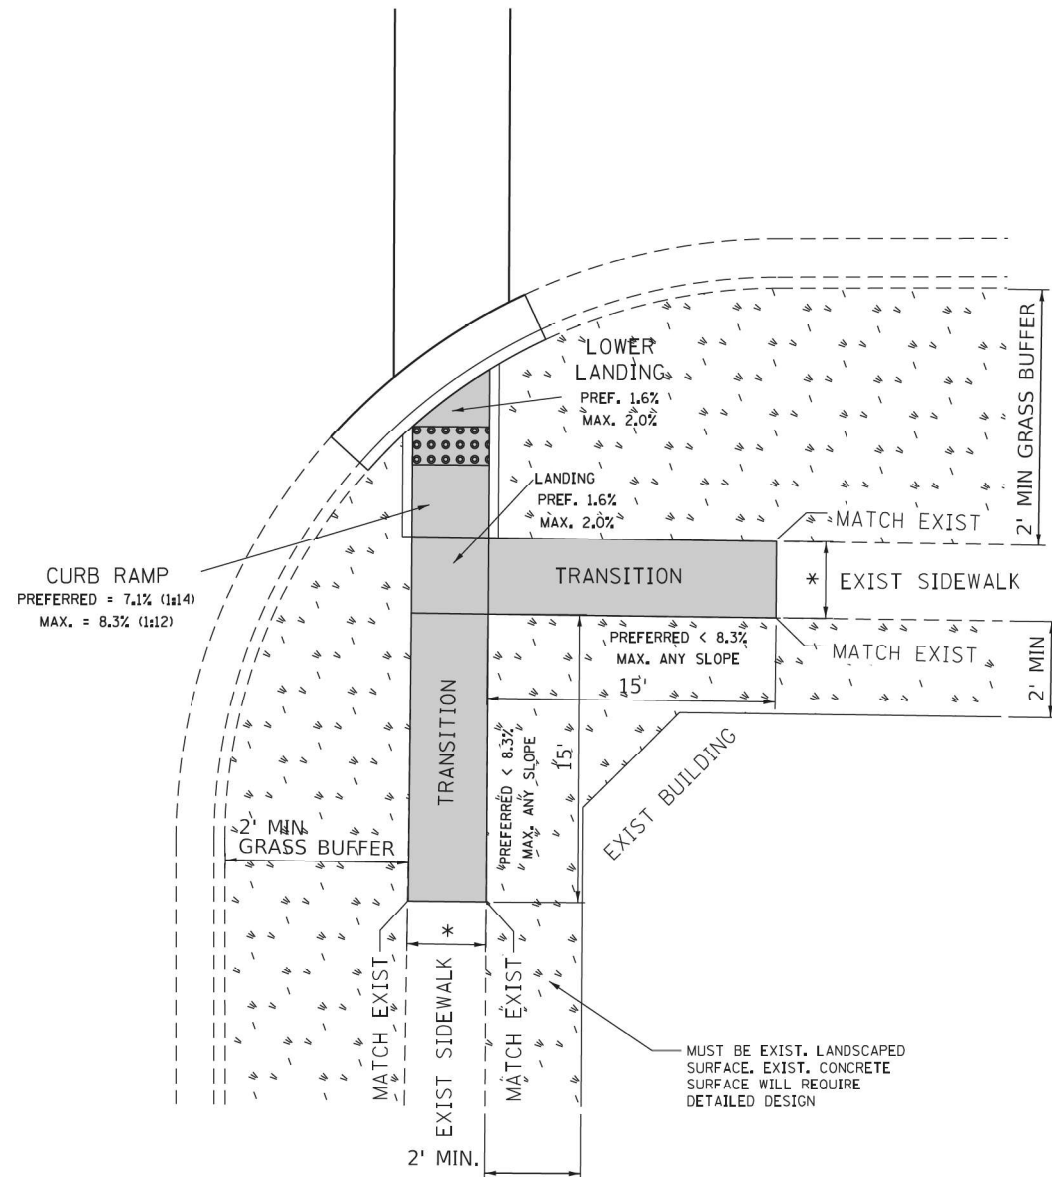 LOWER
LANDING
PREF. 1.6%
MAX. 2.0%
2' MIN GRASS BUFFER
LANDING
PREF. 1.6%
MAX. 2.0%
MATCH EXIST
CURB RAMP
PREFERRED = 7.1% (1:14)
MAX. = 8.3% (1:12)
TRANSITION
* EXIST SIDEWALK
PREFERRED < 8.3%
MAX. ANY SLOPE
MATCH EXIST
15'
2' MIN
TRANSITION
PREFERRED < 8.3%
MAX. ANY SLOPE
15'
EXIST BUILDING
2' MIN
GRASS BUFFER
*
MATCH EXIST
EXIST SIDEWALK
MATCH EXIST
MUST BE EXIST. LANDSCAPED
SURFACE. EXIST. CONCRETE
SURFACE WILL REQUIRE
DETAILED DESIGN
2' MIN.